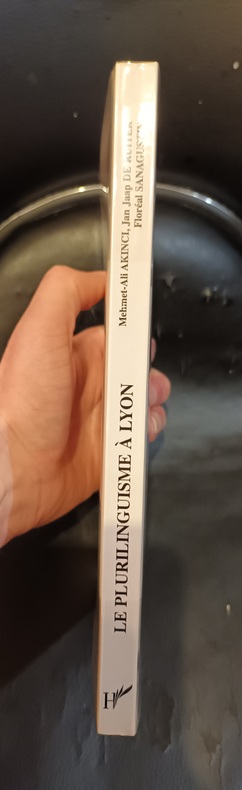 Mehmet-Ali AKINCI, Jan Jaap DE RUITER
Floréal SANAGUSTIN
LE PLURILINGUISME À LYON
H